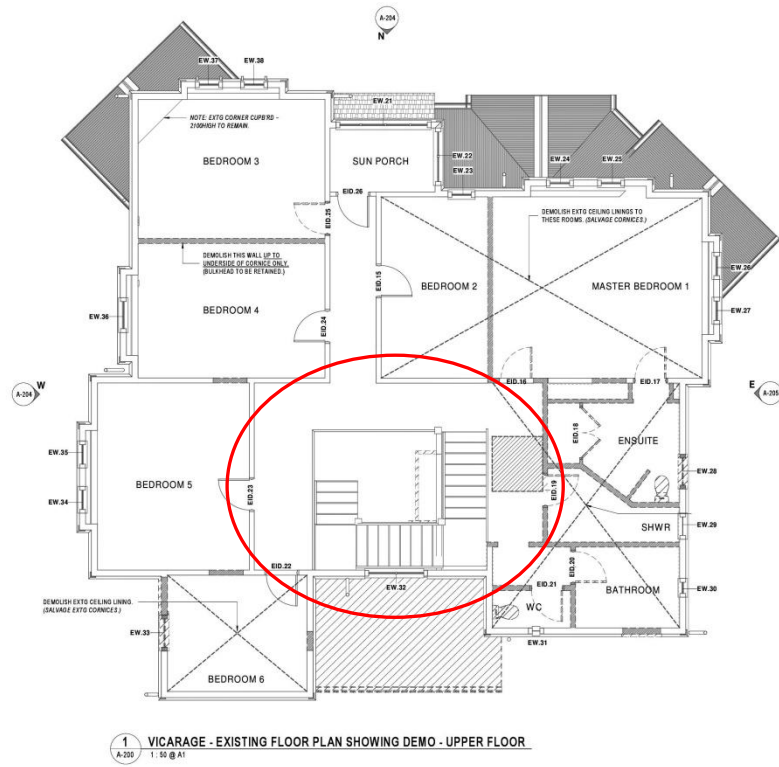 A-204
N
EW.37
EW.38
EW.21
NOTE: EXTG CORNER CUPB'RD ~
2100HIGH TO REMAIN.
BEDROOM 3
SUN PORCH
EW.22
EW.23
EW.24
EW.25
EID.26
EID.25
DEMOLISH EXTG CEILING LININGS TO
THESE ROOMS. (SALVAGE CORNICES.)
DEMOLISH THIS WALL UP TO
UNDERSIDE OF CORNICE ONLY.
(BULKHEAD TO BE RETAINED.)
EID.15
EW.26
BEDROOM 2
MASTER BEDROOM 1
BEDROOM 4
EW.36
EID.24
EW.27
EID.16
EID.17
W
A-204
E
A-205
EID.18
ENSUITE
EW.35
EW.28
BEDROOM 5
EID.23
EID.19
EW.34
SHWR
EW.29
EID.22
EID.20
EID.21
EW.32
BATHROOM
EW.30
DEMOLISH EXTG CEILING LINING.
(SALVAGE EXTG CORNICES.)
WC
EW.33
EW.31
BEDROOM 6
1
A-200
VICARAGE - EXISTING FLOOR PLAN SHOWING DEMO - UPPER FLOOR
1 : 50 @ A1